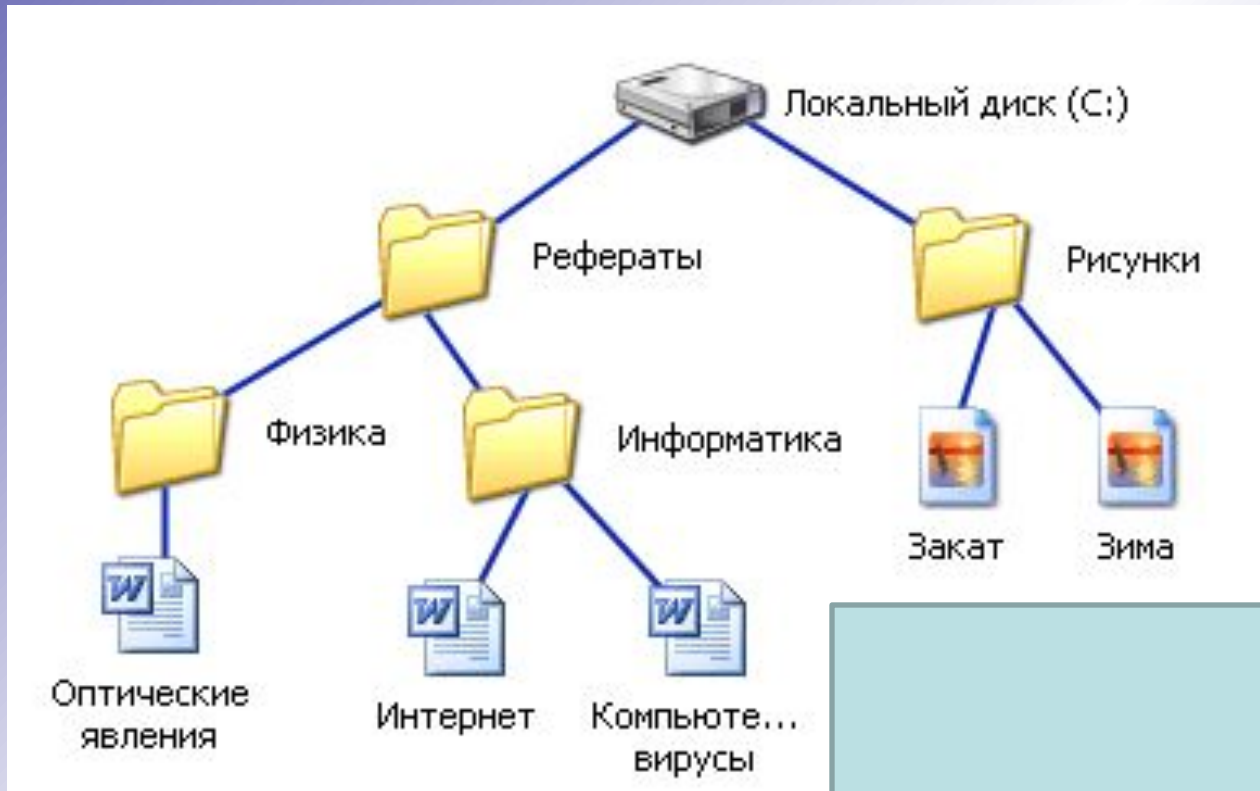 Локальный диск (C:)
Рефераты
Рисунки
Физика
Информатика
Закат
Зима
Оптические
явления
Интернет
Компьюте...
вирусы